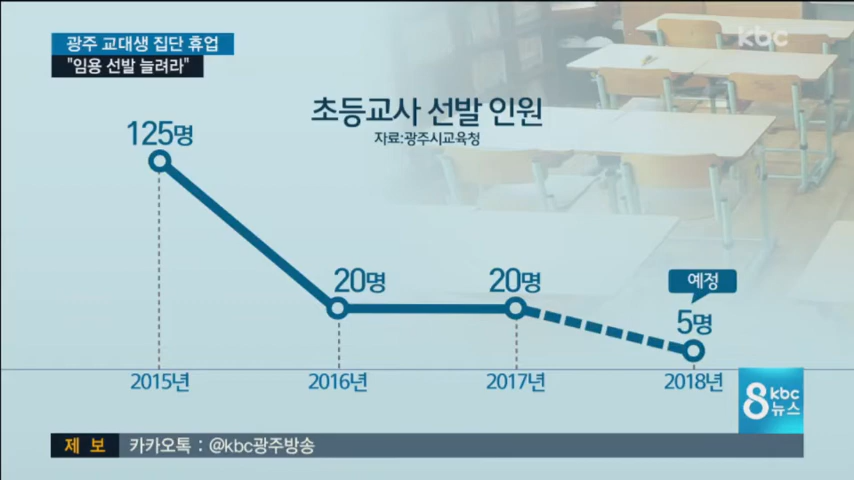 광주 교대생 집단 휴업
"임용 선발 늘려라"
kbc
초등교사 선발 인원
자료:광주시교육청
125명
20명
20명
예정
5명
2015년
2016년
2017년
2018년
8 kbc 뉴스
제 보
카카오톡 : @kbc광주방송